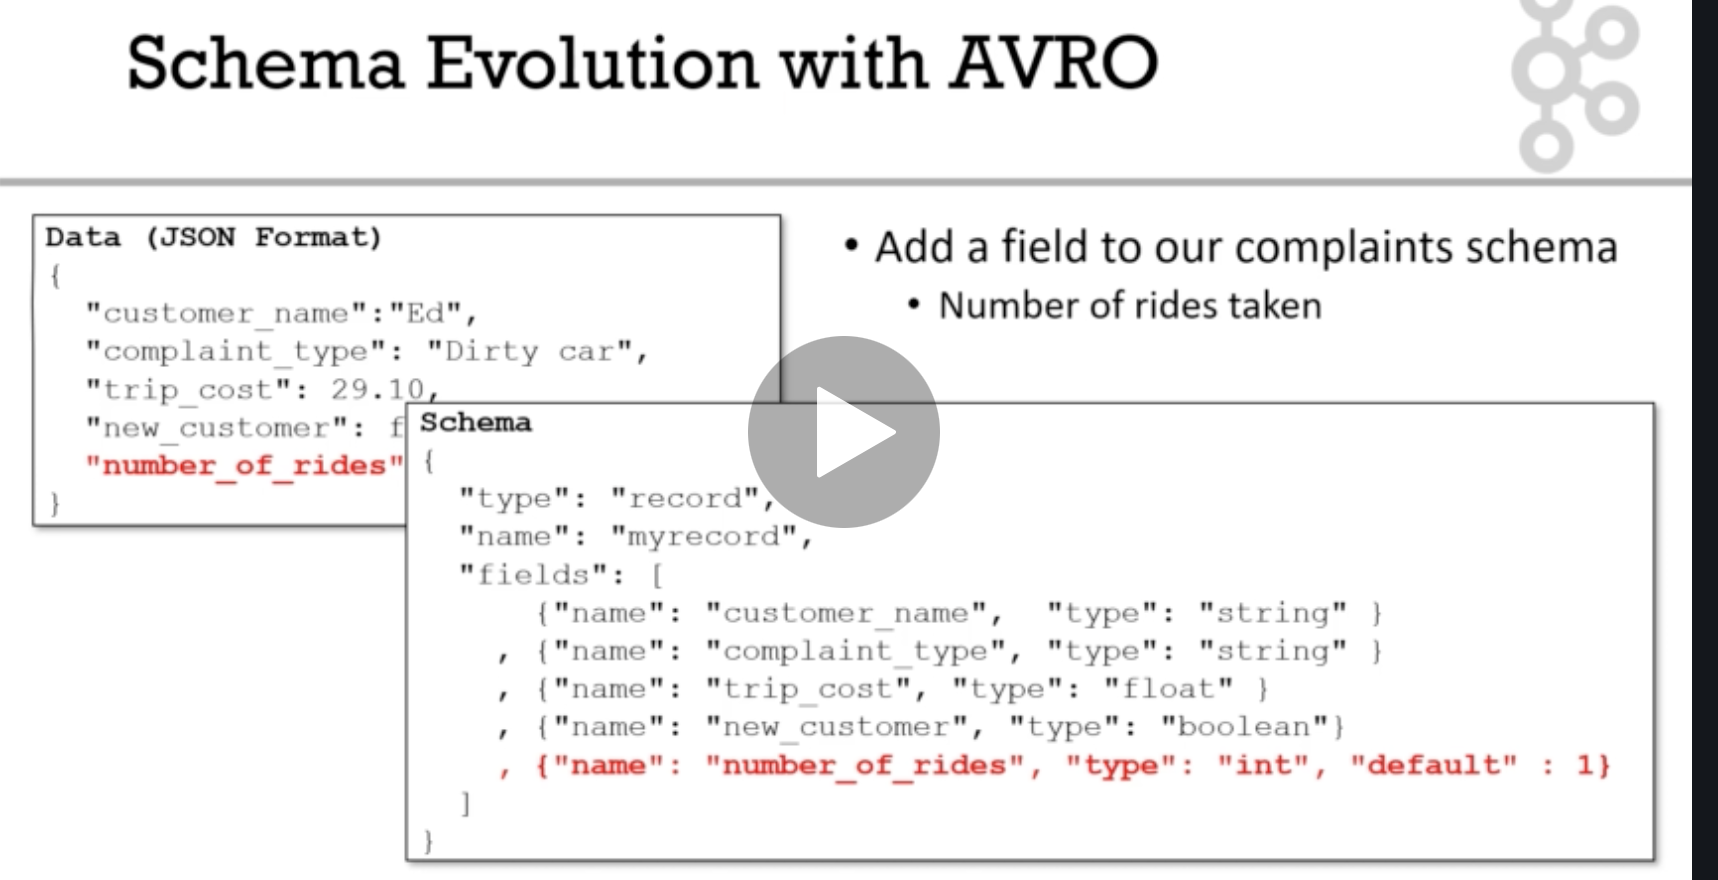 Schema Evolution with AVRO
Data (JSON Format)
{
"customer_name":"Ed",
"complaint_type": "Dirty car",
"trip_cost": 29.10,
"new_customer": f
"number_of_rides"
}
• Add a field to our complaints schema
• Number of rides taken
Schema
{
"type": "record",
"name": "myrecord",
"fields": [
{"name": "customer_name", "type": "string" }
, {"name": "complaint_type", "type": "string" }
, {"name": "trip_cost", "type": "float" }
, {"name": "new_customer", "type": "boolean"}
, {"name": "number_of_rides", "type": "int", "default" : 1}
]
}